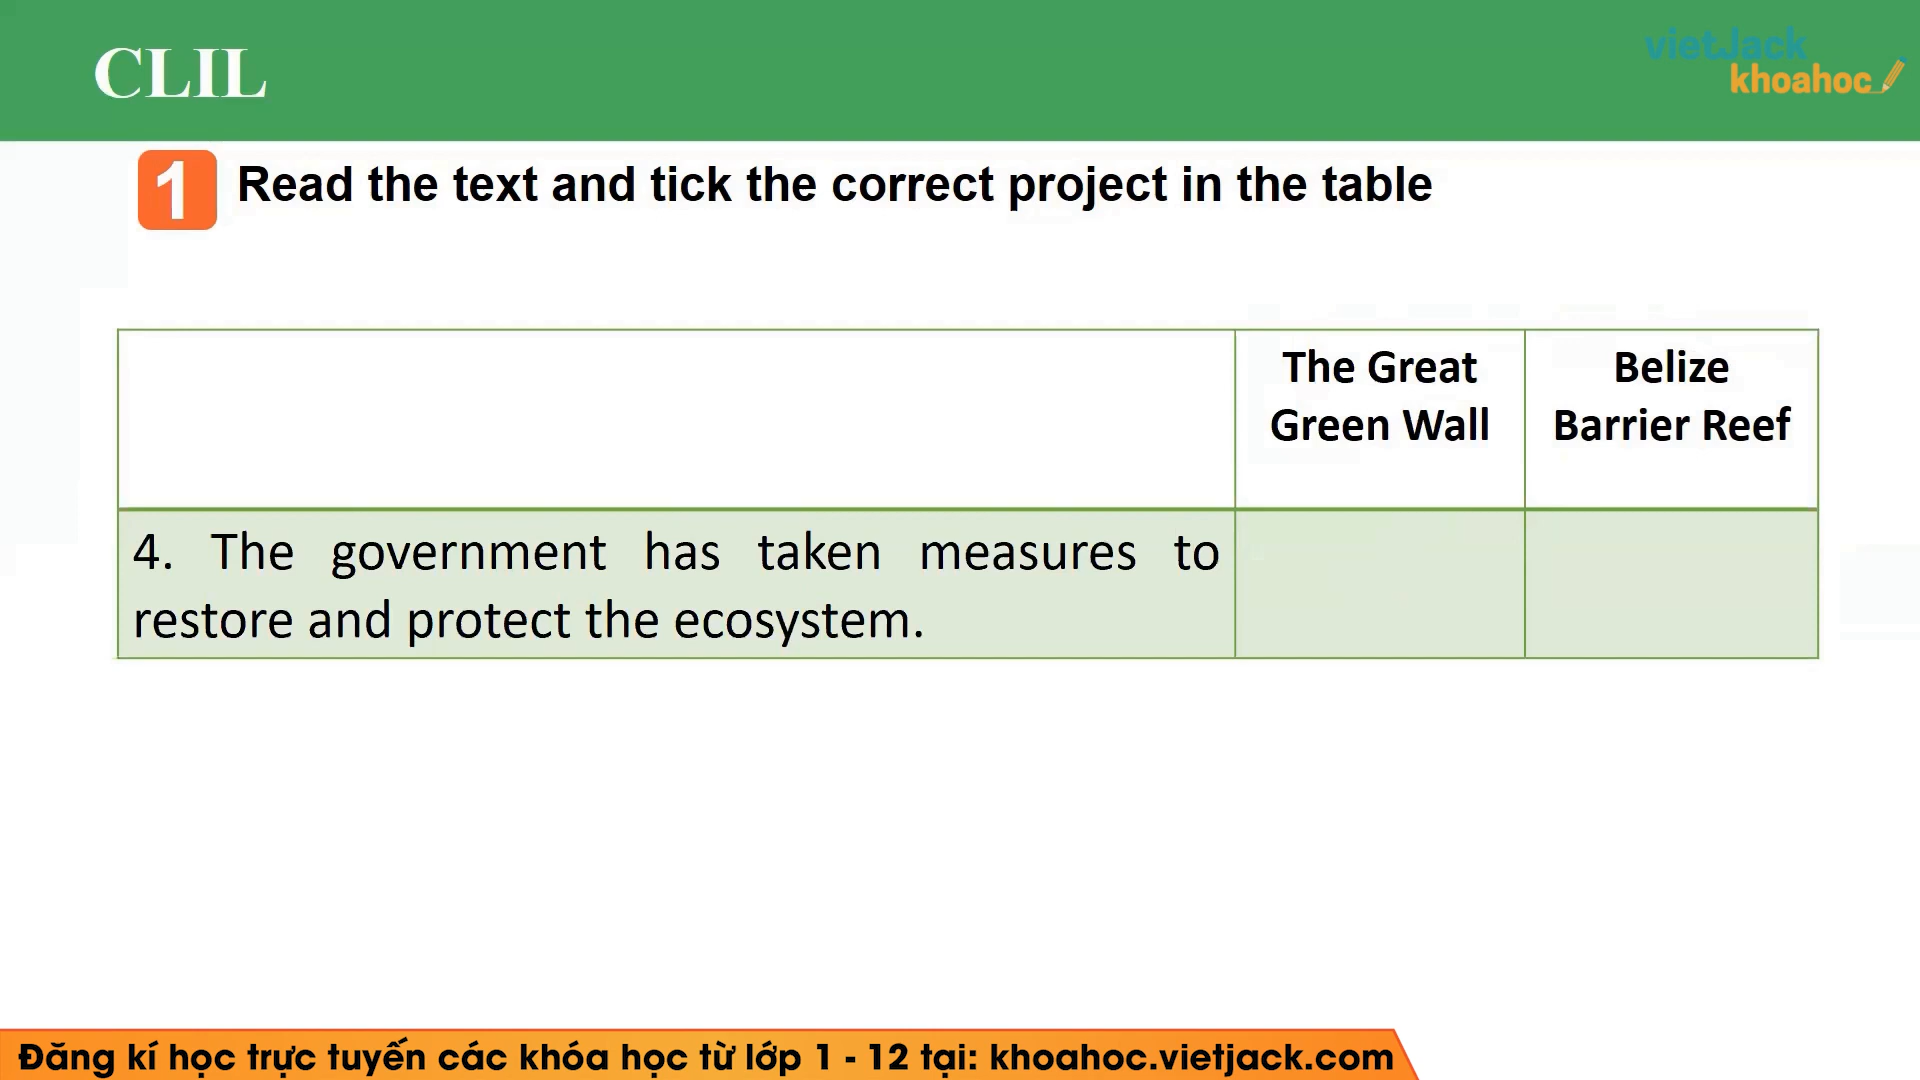 CLIL
vietJack
khoahoc
1 Read the text and tick the correct project in the table
The Great
Green Wall
Belize
Barrier Reef
4. The government has taken measures to
restore and protect the ecosystem.
Đăng kí học trực tuyến các khóa học từ lớp 1 - 12 tại: khoahoc.vietjack.com